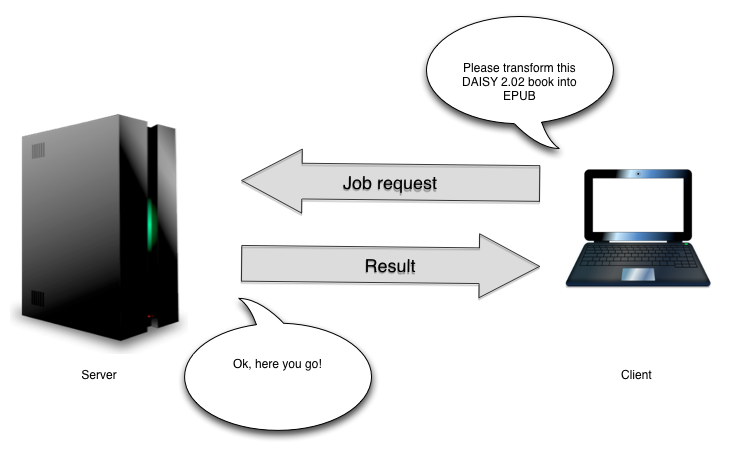 Please transform this
DAISY 2.02 book into
EPUB
Job request
Result
Ok, here you go!
Server
Client